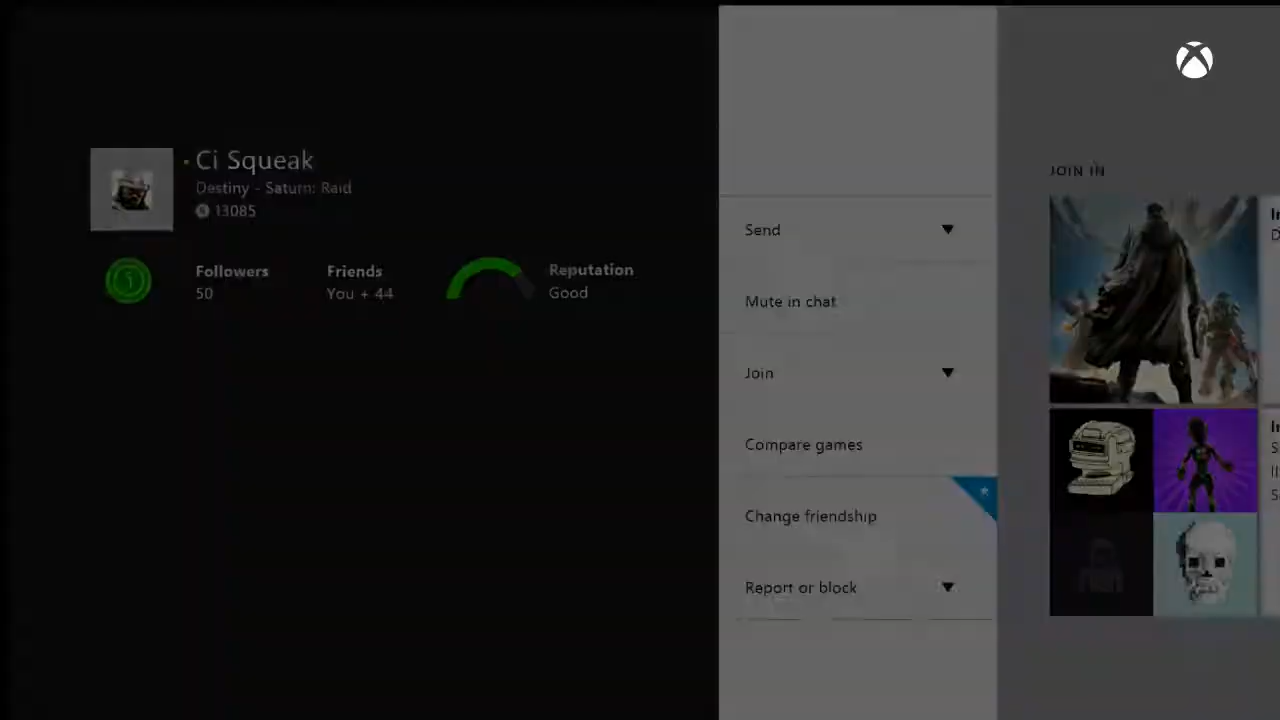 Ci Squeak
Destiny - Saturn: Raid
13085
Followers
50
Friends
You + 44
Reputation
Good
Send
Mute in chat
Join
Compare games
Change friendship
Report or block
JOIN IN